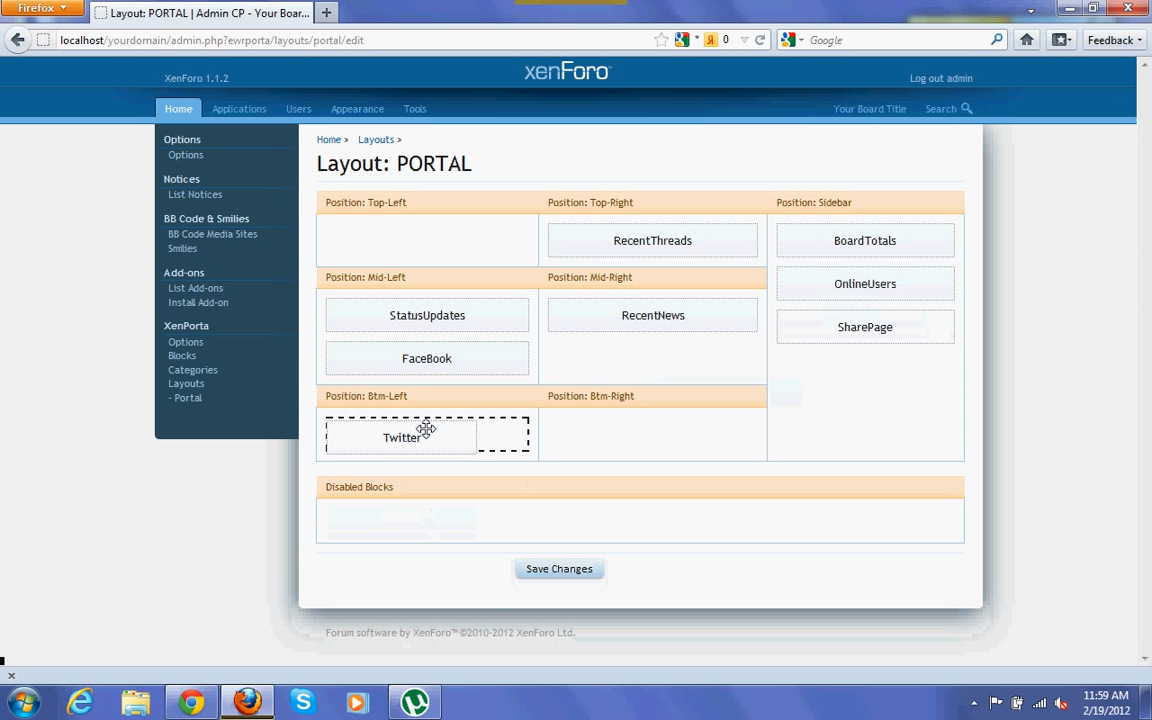 Firefox
Layout: PORTAL | Admin CP - Your Boar...
localhost/yourdomain/admin.php?ewrporta/layouts/portal/edit
0
Google
Feedback
XenForo 1.1.2
xenForo™
Log out admin
Home
Applications
Users
Appearance
Tools
Your Board Title
Search
Options
Options
Notices
List Notices
BB Code & Smilies
BB Code Media Sites
Smilies
Add-ons
List Add-ons
Install Add-on
XenPorta
Options
Blocks
Categories
Layouts
- Portal
Home >
Layouts >
Layout: PORTAL
Position: Top-Left
Position: Top-Right
Position: Sidebar
RecentThreads
BoardTotals
OnlineUsers
SharePage
Position: Mid-Left
Position: Mid-Right
StatusUpdates
RecentNews
FaceBook
Position: Btm-Left
Position: Btm-Right
Twitter
Disabled Blocks
Save Changes
Forum software by XenForo™ ©2010-2012 XenForo Ltd.
11:59 AM
2/19/2012